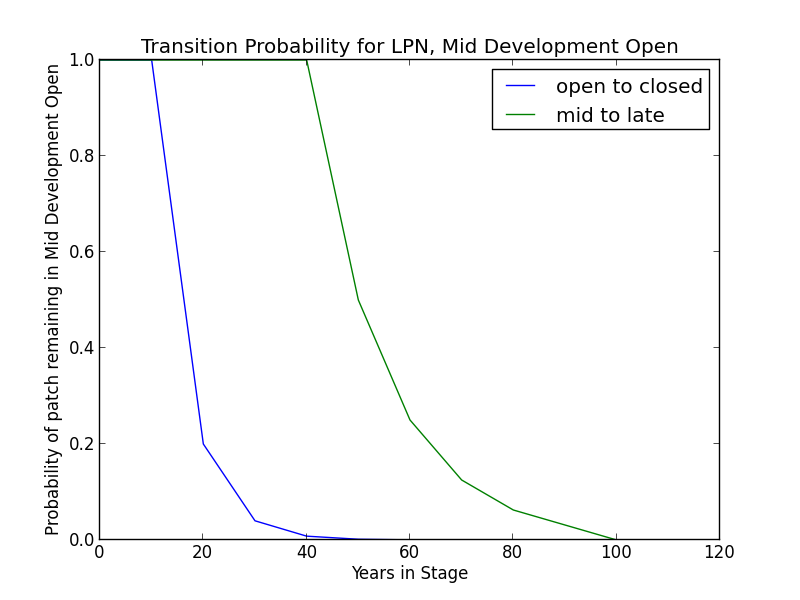 Transition Probability for LPN, Mid Development Open
open to closed
mid to late
Probability of patch remaining in Mid Development Open
1.0
0.8
0.6
0.4
0.2
0.0
0 20 40 60 80 100 120
Years in Stage